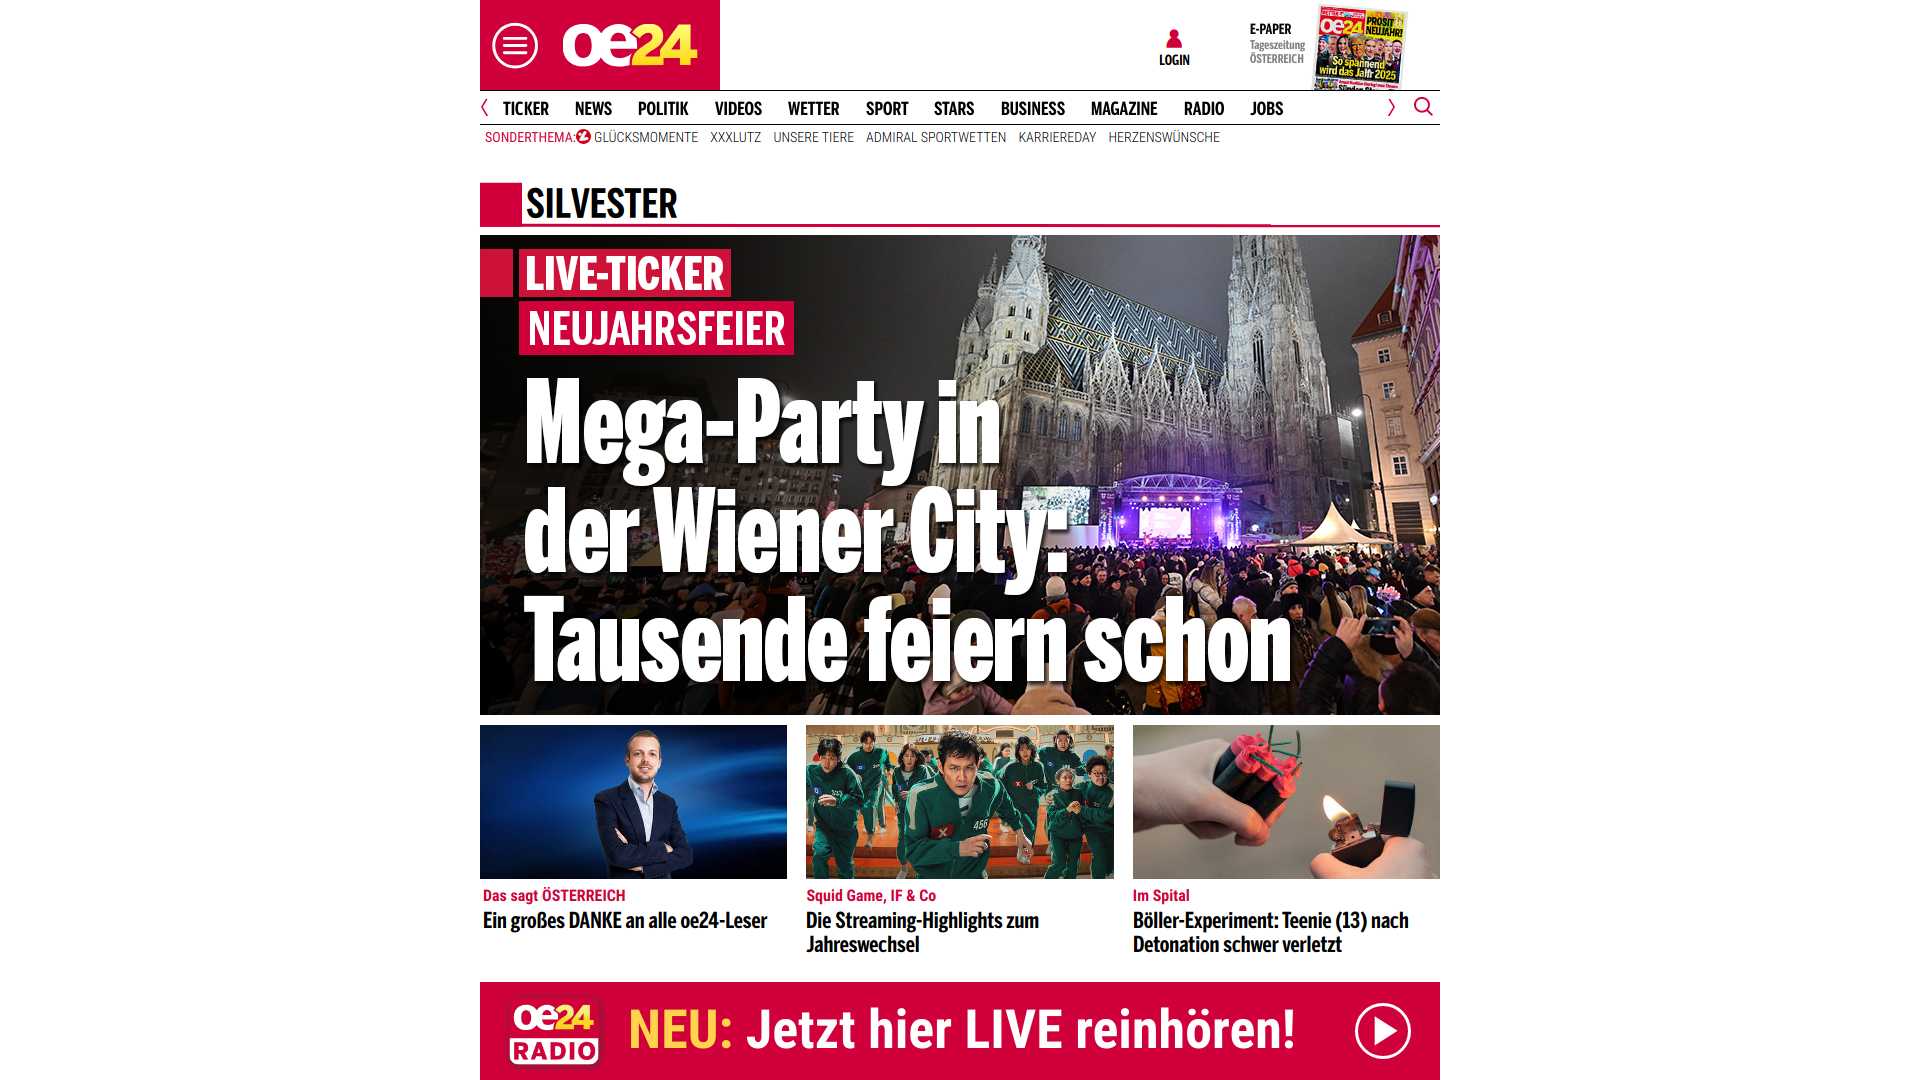 oe24
LOGIN
E-PAPER
Tageszeitung
ÖSTERREICH
oe24
PROSIT
NEUJAHR!
So spannend
wird das Jahr 2025
TICKER NEWS POLITIK VIDEOS WETTER SPORT STARS BUSINESS MAGAZINE RADIO JOBS
SONDERTHEMA: GLÜCKSMOMENTE XXXLUTZ UNSERE TIERE ADMIRAL SPORTWETTEN KARRIEREDAY HERZENSWÜNSCHE
SILVESTER
LIVE-TICKER
NEUJAHRSFEIER
Mega-Party in
der Wiener City:
Tausende feiern schon
456
Das sagt ÖSTERREICH
Ein großes DANKE an alle oe24-Leser
Squid Game, IF & Co
Die Streaming-Highlights zum
Jahreswechsel
Im Spital
Böller-Experiment: Teenie (13) nach
Detonation schwer verletzt
oe24
RADIO
NEU: Jetzt hier LIVE reinhören!